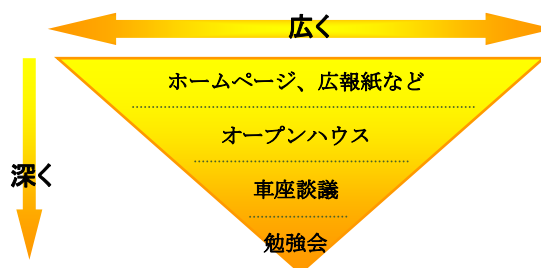 広く
ホームページ、広報紙など
オープンハウス
深く
車座談議
勉強会